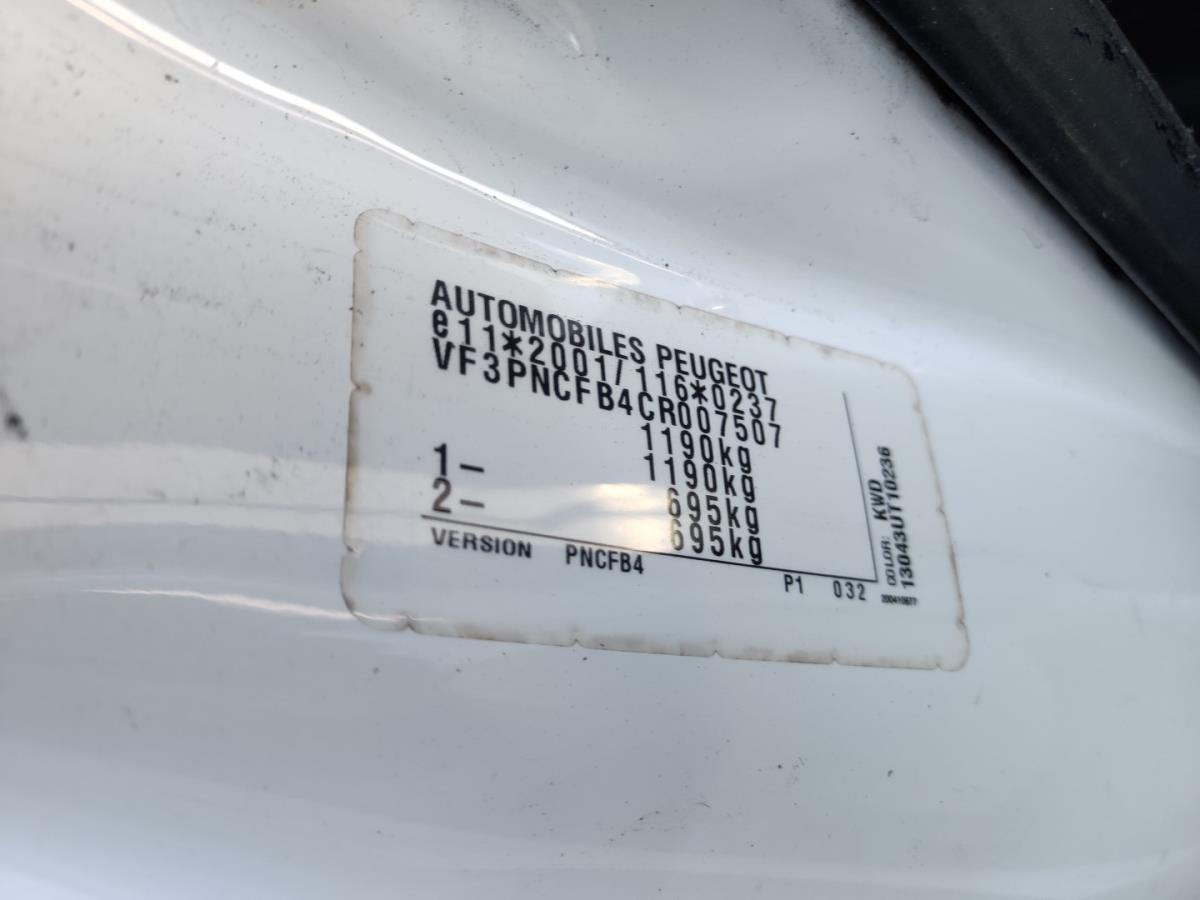 AUTOMOBILES PEUGEOT
e11*2001/116*0237
VF3PNCFB4CR007507
1190kg
1190kg
1- 695kg
2- 695kg
VERSION PNCFB4
P1 032
COLOR: KWD
13043UT10236